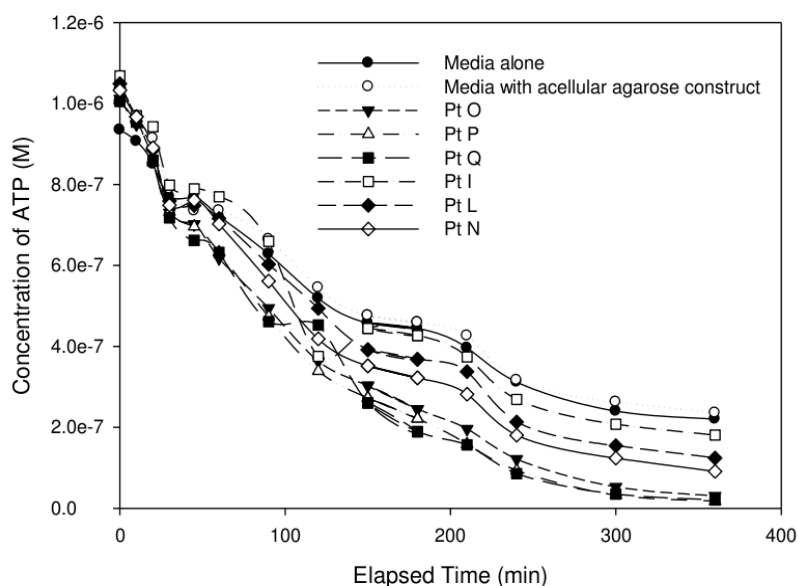 1.2e-6
1.0e-6
8.0e-7
6.0e-7
4.0e-7
2.0e-7
0.0
Concentration of ATP (M)
Media alone
Media with acellular agarose construct
Pt O
Pt P
Pt Q
Pt I
Pt L
Pt N
0 100 200 300 400
Elapsed Time (min)